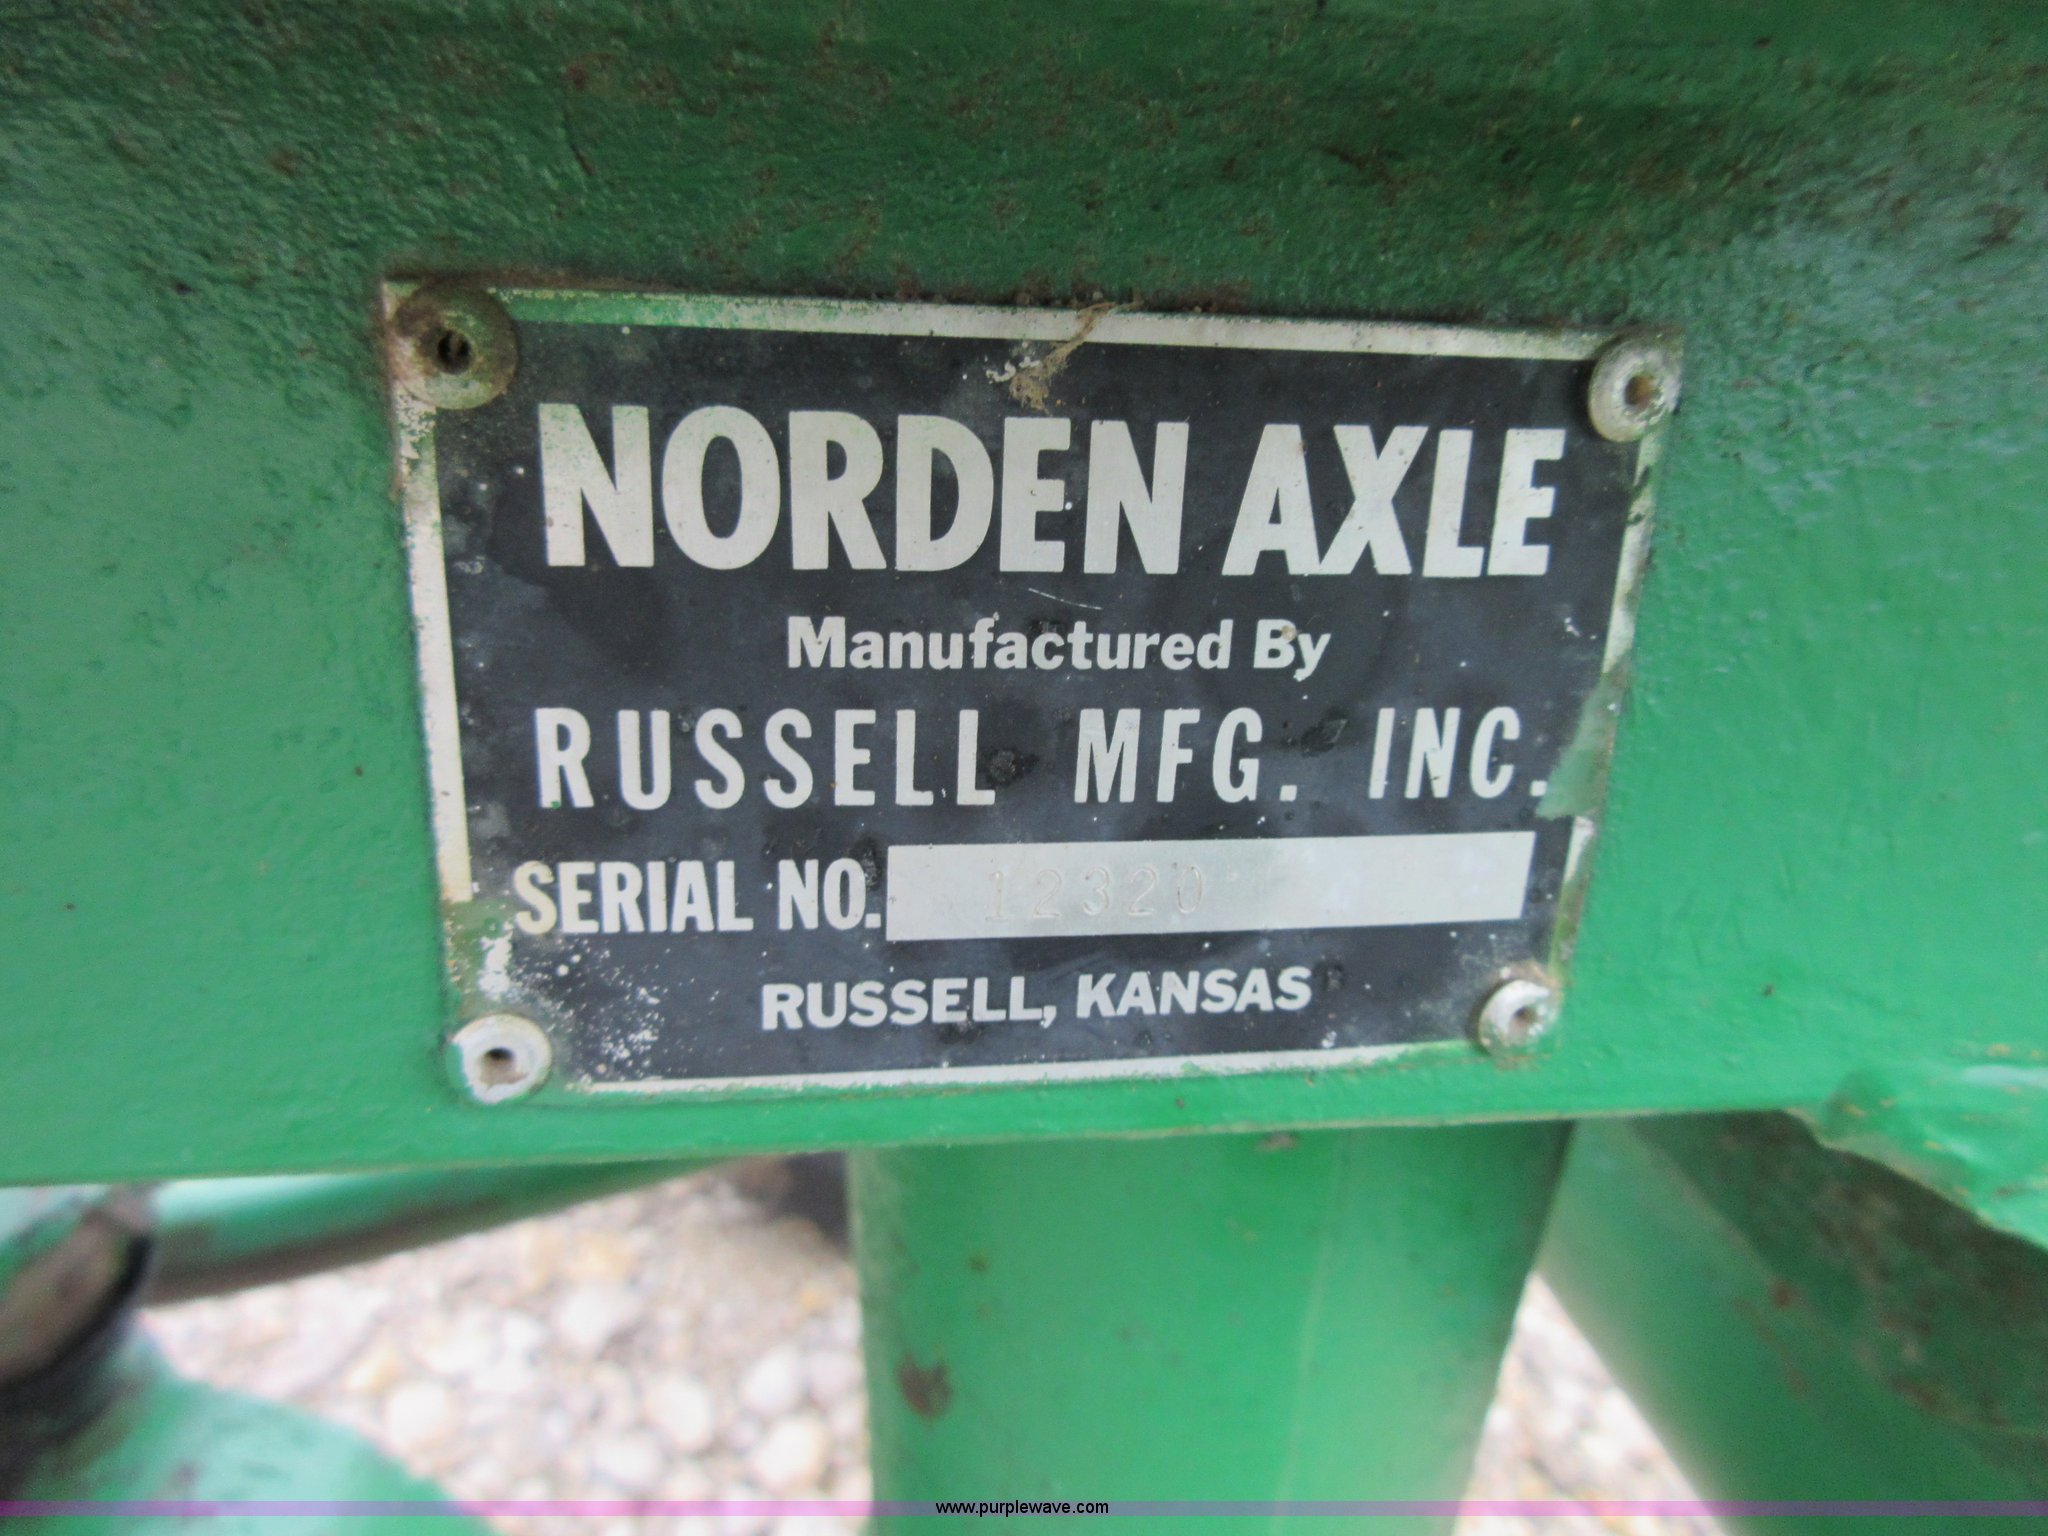 NORDEN AXLE
Manufactured By
RUSSELL MFG. INC.
SERIAL NO. 12320
RUSSELL, KANSAS
www.purplewave.com